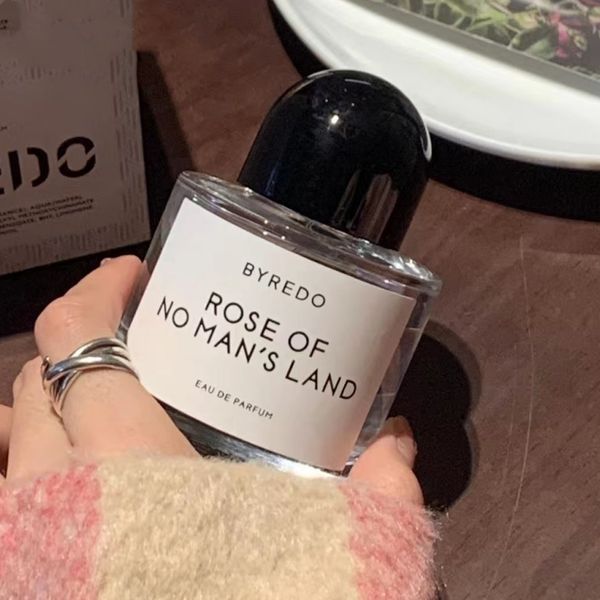 EDO
BYREDO
ROSE OF
NO MAN'S LAND
EAU DE PARFUM